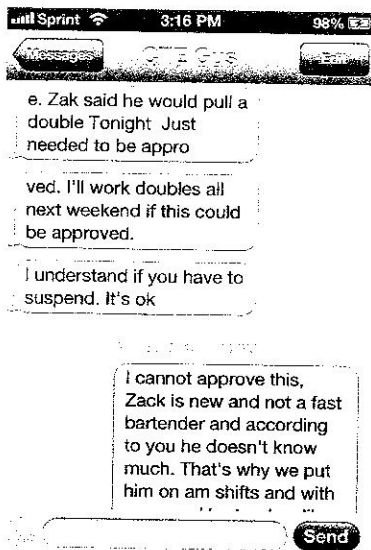 Sprint 3:16 PM 98%
Messages Gus Edit
e. Zak said he would pull a
double Tonight Just
needed to be appro
ved. I'll work doubles all
next weekend if this could
be approved.
I understand if you have to
suspend. It's ok
I cannot approve this,
Zack is new and not a fast
bartender and according
to you he doesn't know
much. That's why we put
him on am shifts and with
Send